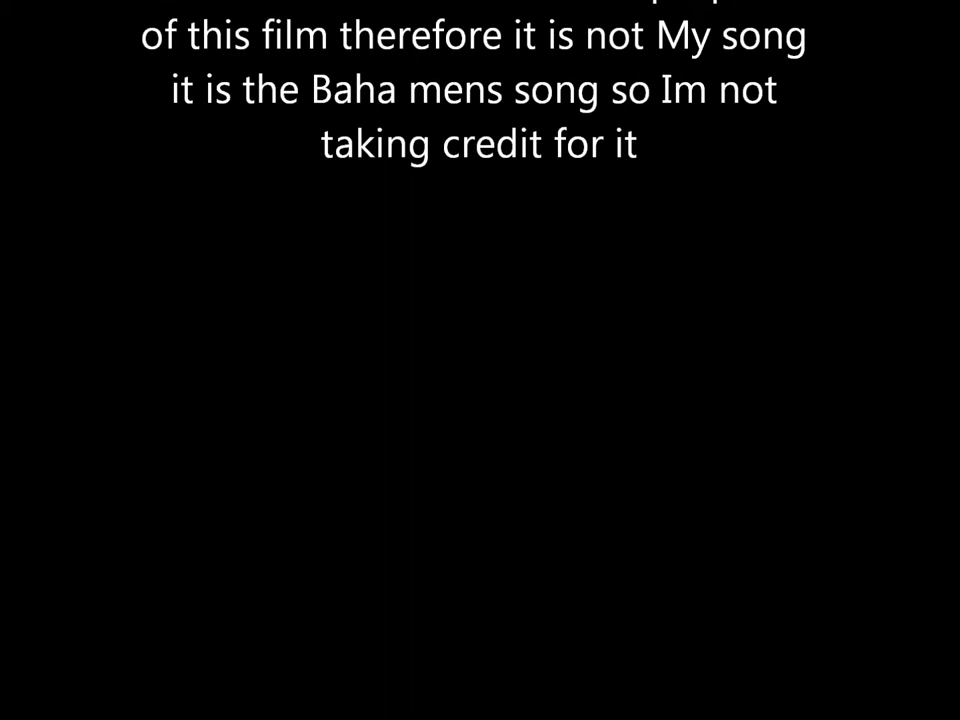 of this film therefore it is not My song
it is the Baha mens song so Im not
taking credit for it